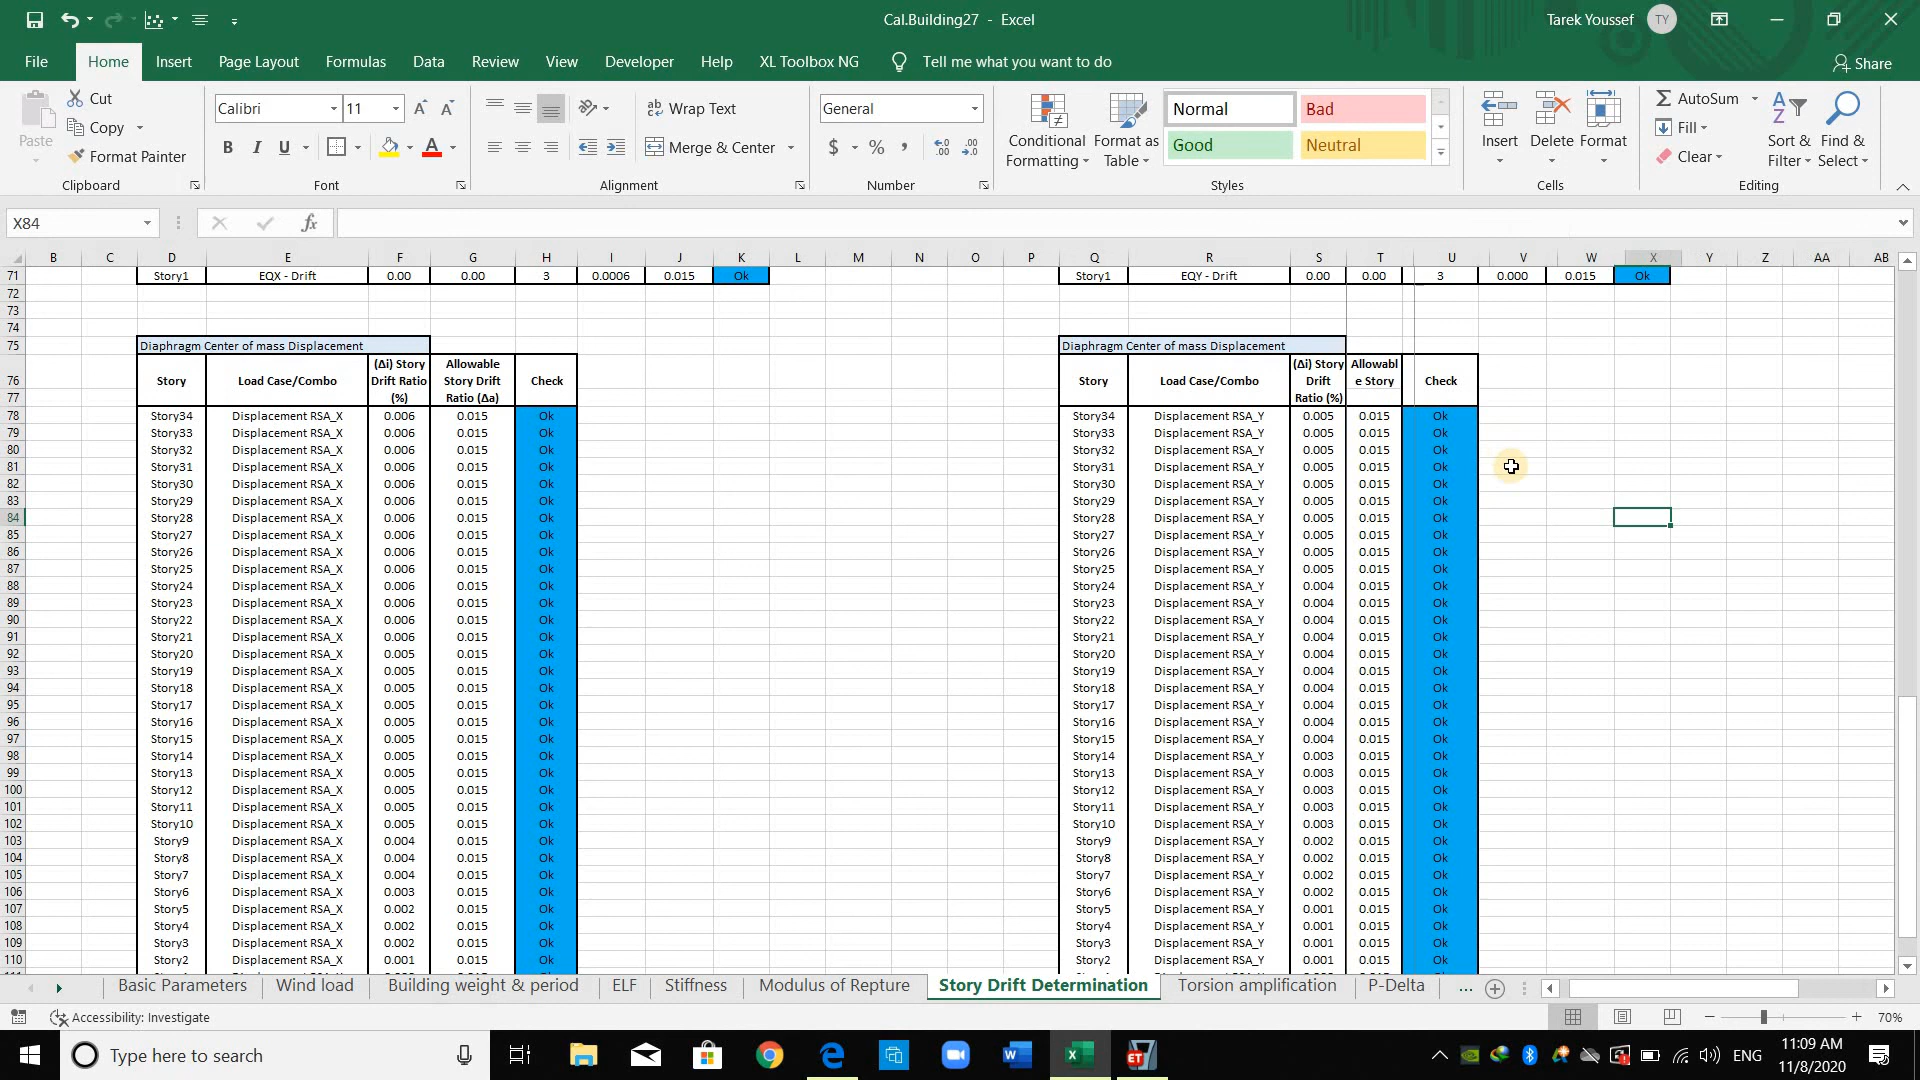 Cal.Building27 - Excel
Tarek Youssef
TY
File Home Insert Page Layout Formulas Data Review View Developer Help XL Toolbox NG Tell me what you want to do
Share
Paste
Cut
Copy
Format Painter
Clipboard
Calibri 11
B I U
Font
Wrap Text
Merge & Center
Alignment
General
$ % ,
Number
Conditional Formatting
Format as Table
Normal Bad
Good Neutral
Styles
Insert Delete Format
Cells
AutoSum
Fill
Clear
Sort & Filter
Find & Select
Editing
X84
fx
B C D E F G H I J K L M N O P Q R S T U V W X Y Z AA AB
71 Story1 EQX - Drift 0.00 0.00 3 0.0006 0.015 Ok Story1 EQY - Drift 0.00 0.00 3 0.000 0.015 Ok
72
73
74
75 Diaphragm Center of mass Displacement Diaphragm Center of mass Displacement
76 Story Load Case/Combo (Δi) Story Drift Ratio (%) Allowable Story Drift Ratio (Δa) Check Story Load Case/Combo (Δi) Story Drift Ratio (%) Allowabl e Story Check
77
78 Story34 Displacement RSA_X 0.006 0.015 Ok Story34 Displacement RSA_Y 0.005 0.015 Ok
79 Story33 Displacement RSA_X 0.006 0.015 Ok Story33 Displacement RSA_Y 0.005 0.015 Ok
80 Story32 Displacement RSA_X 0.006 0.015 Ok Story32 Displacement RSA_Y 0.005 0.015 Ok
81 Story31 Displacement RSA_X 0.006 0.015 Ok Story31 Displacement RSA_Y 0.005 0.015 Ok
82 Story30 Displacement RSA_X 0.006 0.015 Ok Story30 Displacement RSA_Y 0.005 0.015 Ok
83 Story29 Displacement RSA_X 0.006 0.015 Ok Story29 Displacement RSA_Y 0.005 0.015 Ok
84 Story28 Displacement RSA_X 0.006 0.015 Ok Story28 Displacement RSA_Y 0.005 0.015 Ok
85 Story27 Displacement RSA_X 0.006 0.015 Ok Story27 Displacement RSA_Y 0.005 0.015 Ok
86 Story26 Displacement RSA_X 0.006 0.015 Ok Story26 Displacement RSA_Y 0.005 0.015 Ok
87 Story25 Displacement RSA_X 0.006 0.015 Ok Story25 Displacement RSA_Y 0.005 0.015 Ok
88 Story24 Displacement RSA_X 0.006 0.015 Ok Story24 Displacement RSA_Y 0.004 0.015 Ok
89 Story23 Displacement RSA_X 0.006 0.015 Ok Story23 Displacement RSA_Y 0.004 0.015 Ok
90 Story22 Displacement RSA_X 0.006 0.015 Ok Story22 Displacement RSA_Y 0.004 0.015 Ok
91 Story21 Displacement RSA_X 0.006 0.015 Ok Story21 Displacement RSA_Y 0.004 0.015 Ok
92 Story20 Displacement RSA_X 0.005 0.015 Ok Story20 Displacement RSA_Y 0.004 0.015 Ok
93 Story19 Displacement RSA_X 0.005 0.015 Ok Story19 Displacement RSA_Y 0.004 0.015 Ok
94 Story18 Displacement RSA_X 0.005 0.015 Ok Story18 Displacement RSA_Y 0.004 0.015 Ok
95 Story17 Displacement RSA_X 0.005 0.015 Ok Story17 Displacement RSA_Y 0.004 0.015 Ok
96 Story16 Displacement RSA_X 0.005 0.015 Ok Story16 Displacement RSA_Y 0.004 0.015 Ok
97 Story15 Displacement RSA_X 0.005 0.015 Ok Story15 Displacement RSA_Y 0.004 0.015 Ok
98 Story14 Displacement RSA_X 0.005 0.015 Ok Story14 Displacement RSA_Y 0.003 0.015 Ok
99 Story13 Displacement RSA_X 0.005 0.015 Ok Story13 Displacement RSA_Y 0.003 0.015 Ok
100 Story12 Displacement RSA_X 0.005 0.015 Ok Story12 Displacement RSA_Y 0.003 0.015 Ok
101 Story11 Displacement RSA_X 0.005 0.015 Ok Story11 Displacement RSA_Y 0.003 0.015 Ok
102 Story10 Displacement RSA_X 0.005 0.015 Ok Story10 Displacement RSA_Y 0.003 0.015 Ok
103 Story9 Displacement RSA_X 0.004 0.015 Ok Story9 Displacement RSA_Y 0.002 0.015 Ok
104 Story8 Displacement RSA_X 0.004 0.015 Ok Story8 Displacement RSA_Y 0.002 0.015 Ok
105 Story7 Displacement RSA_X 0.004 0.015 Ok Story7 Displacement RSA_Y 0.002 0.015 Ok
106 Story6 Displacement RSA_X 0.003 0.015 Ok Story6 Displacement RSA_Y 0.002 0.015 Ok
107 Story5 Displacement RSA_X 0.002 0.015 Ok Story5 Displacement RSA_Y 0.001 0.015 Ok
108 Story4 Displacement RSA_X 0.002 0.015 Ok Story4 Displacement RSA_Y 0.001 0.015 Ok
109 Story3 Displacement RSA_X 0.002 0.015 Ok Story3 Displacement RSA_Y 0.001 0.015 Ok
110 Story2 Displacement RSA_X 0.001 0.015 Ok Story2 Displacement RSA_Y 0.001 0.015 Ok
Basic Parameters Wind load Building weight & period ELF Stiffness Modulus of Repture Story Drift Determination Torsion amplification P-Delta ...
Accessibility: Investigate
70%
Type here to search
ENG
11:09 AM
11/8/2020